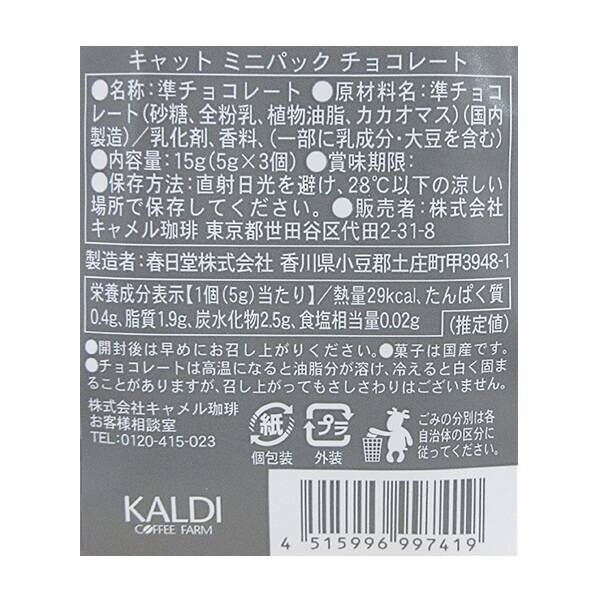 キャット ミニパック チョコレート
●名称:準チョコレート ●原材料名:準チョコ
レート(砂糖、全粉乳、植物油脂、カカオマス)(国内
製造)/乳化剤、香料、(一部に乳成分・大豆を含む)
●内容量:15g(5g×3個) ●賞味期限:
●保存方法:直射日光を避け、28℃以下の涼しい
場所で保存してください。●販売者:株式会社
キャメル珈琲 東京都世田谷区代田2-31-8
製造者:春日堂株式会社 香川県小豆郡土庄町甲3948-1
栄養成分表示【1個(5g)当たり】/熱量29kcal、たんぱく質
0.4g、脂質1.9g、炭水化物2.5g、食塩相当量0.02g (推定値)
●開封後は早めにお召し上がりください。●菓子は国産です。
●チョコレートは高温になると油脂分が溶け、冷えると白く固ま
ることがありますが、召し上がってもさしさわりはございません。
株式会社キャメル珈琲
お客様相談室
TEL:0120-415-023
紙
個包装
プラ
外装
ごみの分別は各
自治体の区分に
従ってください。
KALDI
COFFEE FARM
4 515996 997419